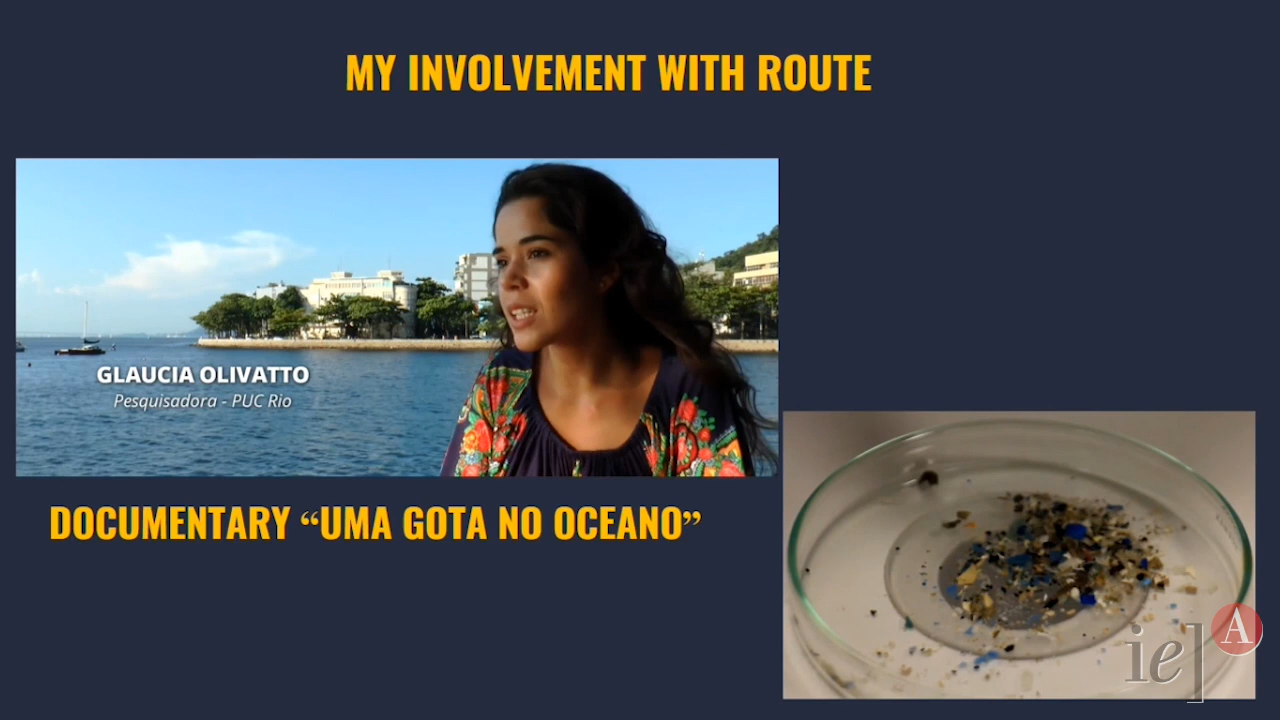 MY INVOLVEMENT WITH ROUTE
GLAUCIA OLIVATTO
Pesquisadora - PUC Rio
DOCUMENTARY “UMA GOTA NO OCEANO”
ie] A